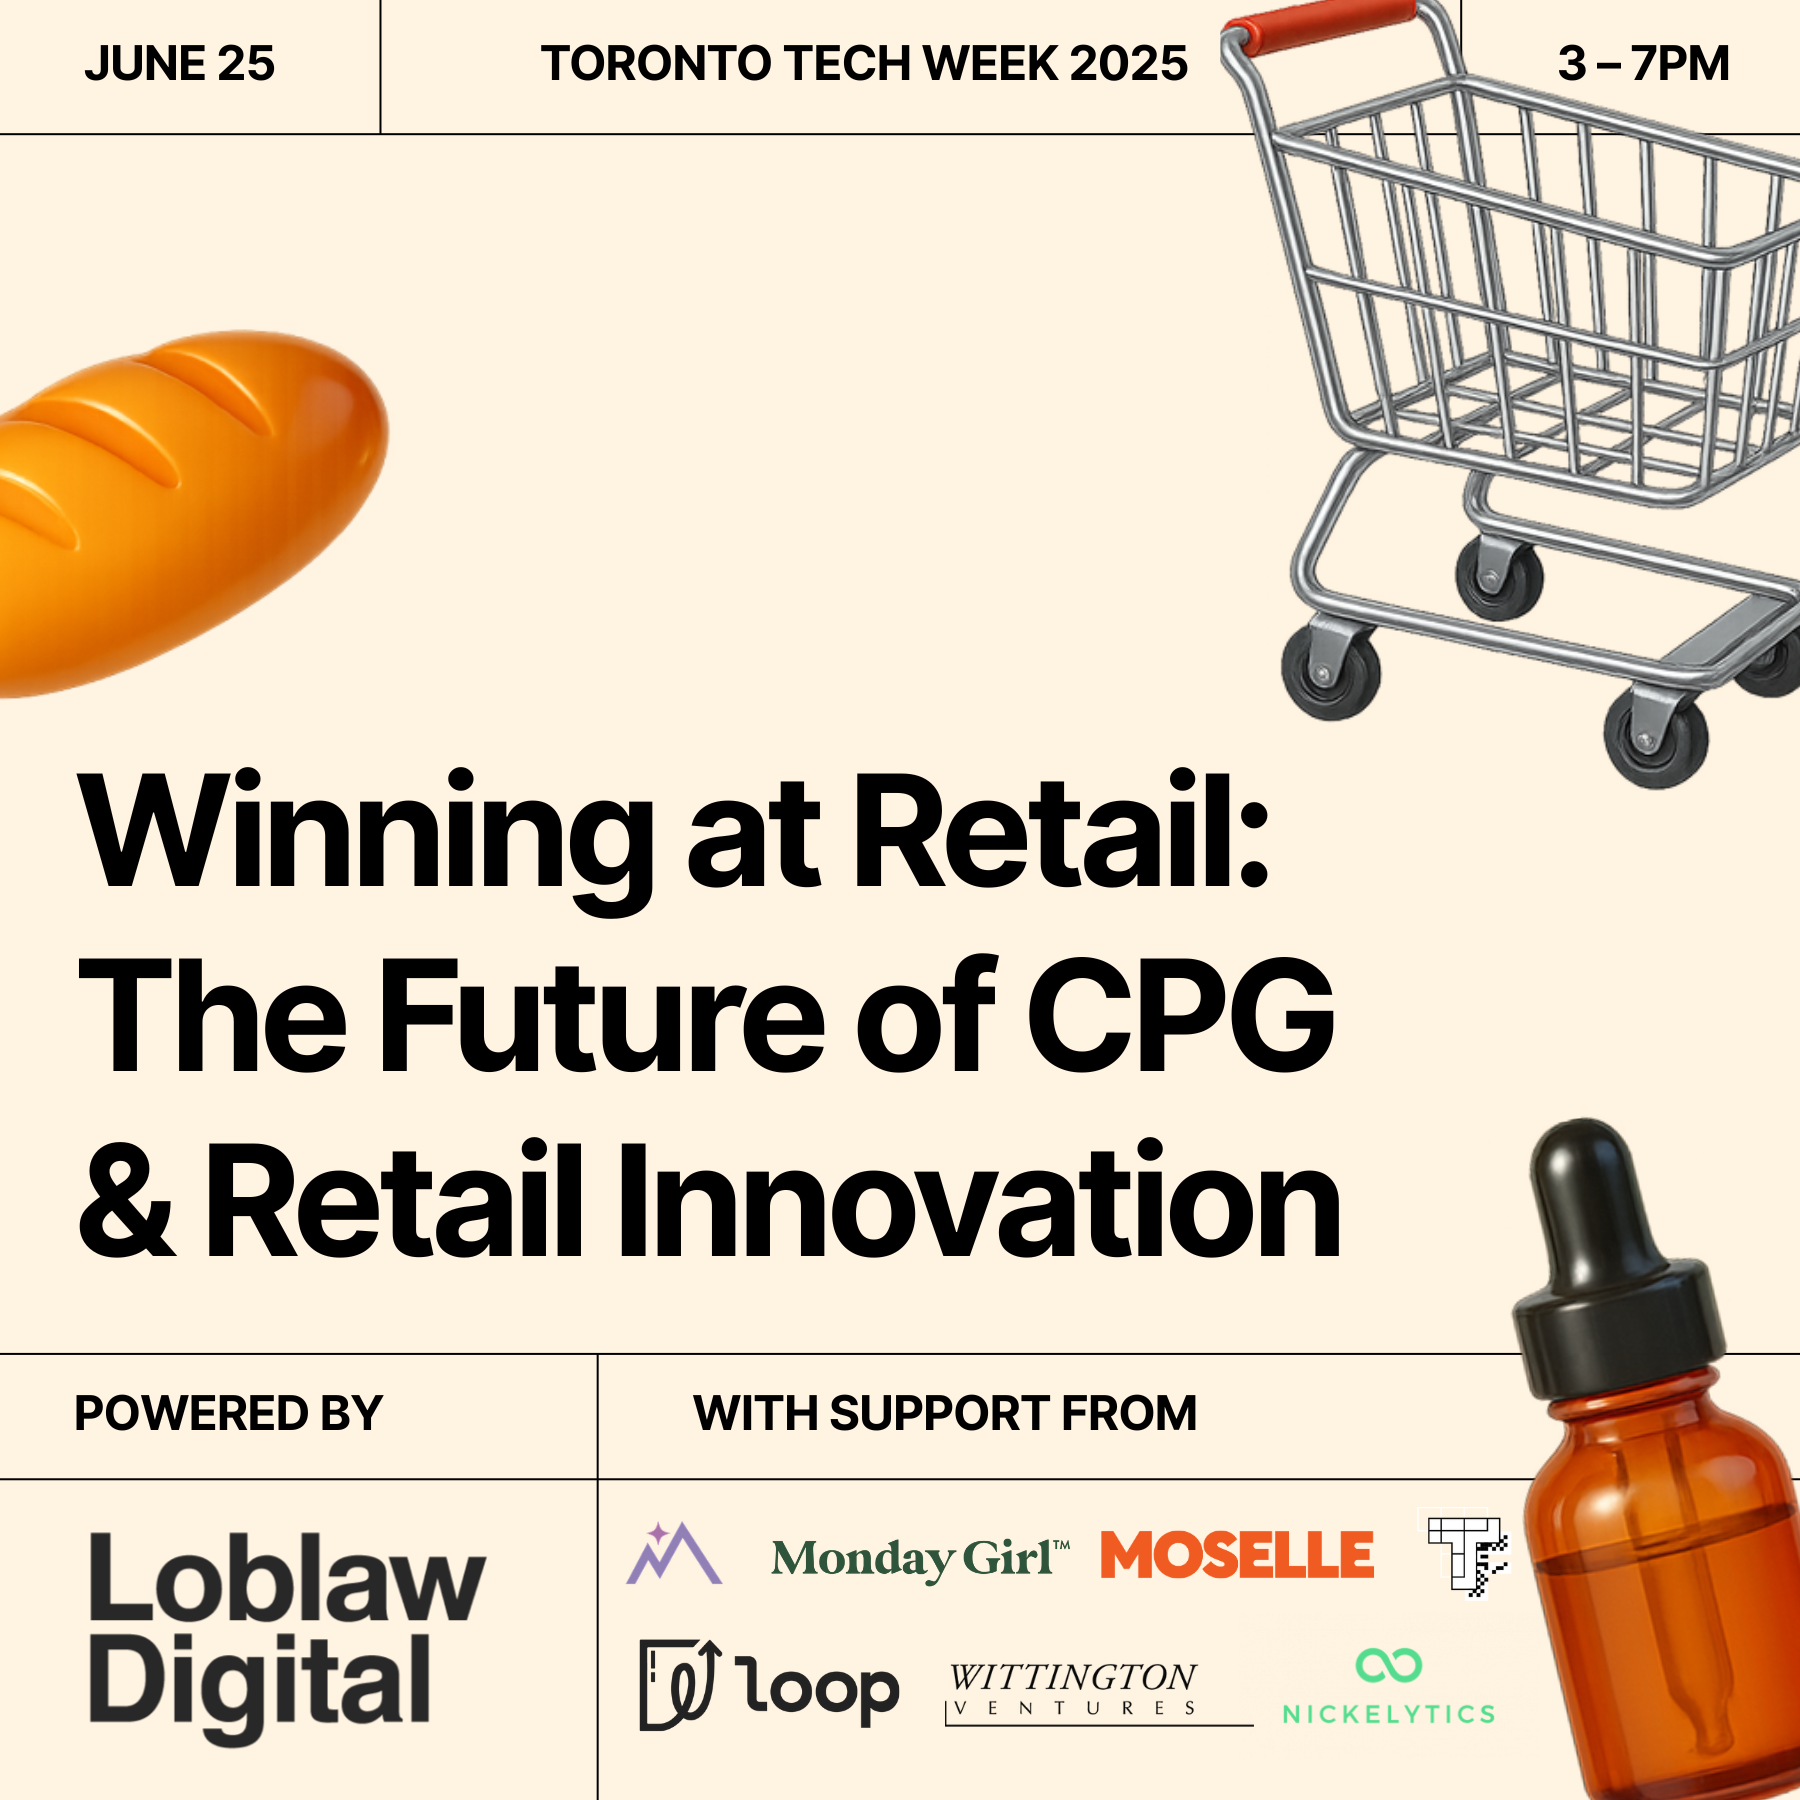 JUNE 25
TORONTO TECH WEEK 2025
3 – 7PM
Winning at Retail:
The Future of CPG
& Retail Innovation
POWERED BY
WITH SUPPORT FROM
Loblaw
Digital
Monday Girl™
MOSELLE
loop
WITTINGTON
VENTURES
NICKELYTICS